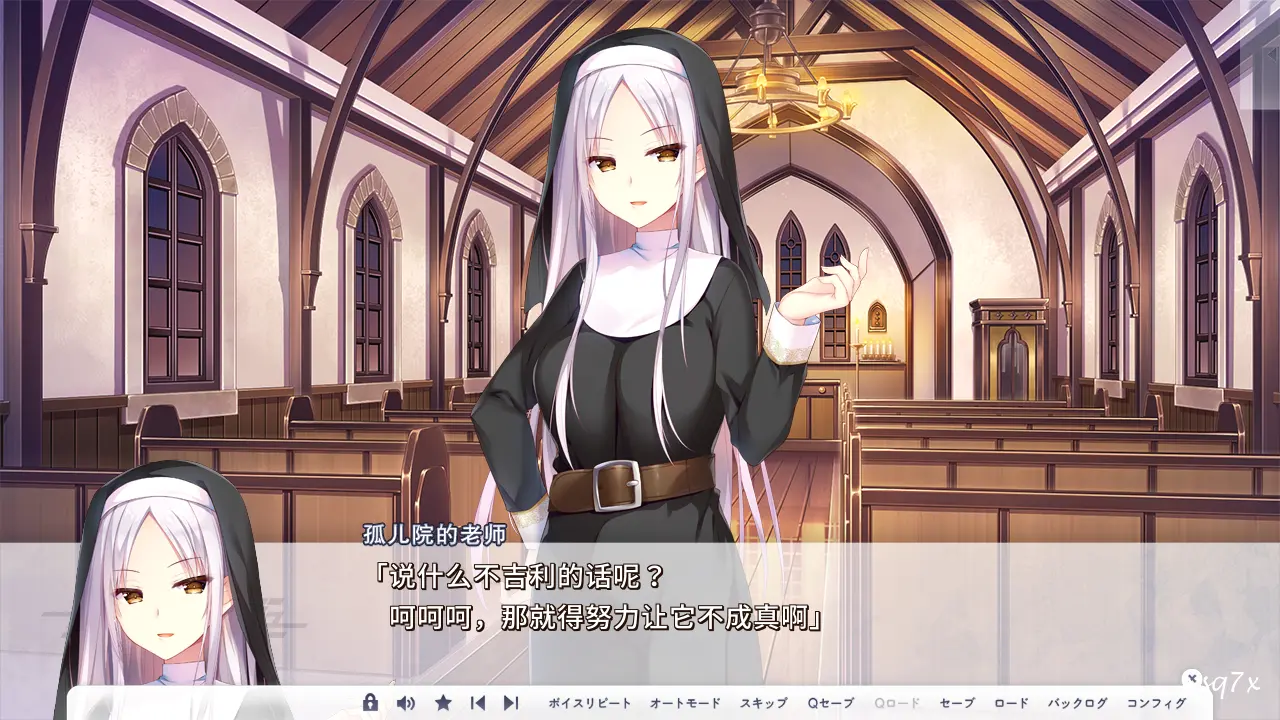 孤儿院的老师
「说什么不吉利的话呢？
呵呵呵，那就得努力让它不成真啊」
ボイスリピート オートモード スキップ Qセーブ Qロード セーブ ロード バックログ コンフィグ